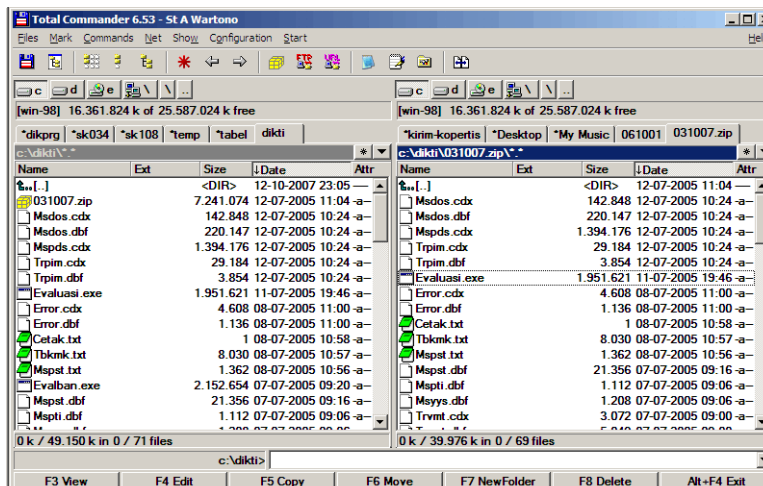 Total Commander 6.53 - St A Wartono
Files Mark Commands Net Show Configuration Start Hel
FTP
c d e \ \ ..
[win-98] 16.361.824 k of 25.587.024 k free
*dikprg *sk034 *sk108 *temp *tabel dikti
c:\dikti\*.* * 
Name Ext Size ↓Date Attr
[..] <DIR> 12-10-2007 23:05 ----
031007.zip 7.241.074 12-07-2005 11:04 -a--
Msdos.cdx 142.848 12-07-2005 10:24 -a--
Msdos.dbf 220.147 12-07-2005 10:24 -a--
Mspds.cdx 1.394.176 12-07-2005 10:24 -a--
Trpim.cdx 29.184 12-07-2005 10:24 -a--
Trpim.dbf 3.854 12-07-2005 10:24 -a--
Evaluasi.exe 1.951.621 11-07-2005 19:46 -a--
Error.cdx 4.608 08-07-2005 11:00 -a--
Error.dbf 1.136 08-07-2005 11:00 -a--
Cetak.txt 1 08-07-2005 10:58 -a--
Tbkmk.txt 8.030 08-07-2005 10:57 -a--
Mspst.txt 1.362 08-07-2005 10:56 -a--
Evalban.exe 2.152.654 07-07-2005 09:20 -a--
Mspst.dbf 21.356 07-07-2005 09:16 -a--
Mspti.dbf 1.112 07-07-2005 09:06 -a--
0 k / 49.150 k in 0 / 71 files
c d e \ \ ..
[win-98] 16.361.824 k of 25.587.024 k free
*kirim-kopertis *Desktop *My Music 061001 031007.zip
c:\dikti\031007.zip\*.* *
Name Ext Size ↓Date Attr
[..] <DIR> 12-07-2005 11:04 ----
Msdos.cdx 142.848 12-07-2005 10:24 -a--
Msdos.dbf 220.147 12-07-2005 10:24 -a--
Mspds.cdx 1.394.176 12-07-2005 10:24 -a--
Trpim.cdx 29.184 12-07-2005 10:24 -a--
Trpim.dbf 3.854 12-07-2005 10:24 -a--
Evaluasi.exe 1.951.621 11-07-2005 19:46 -a--
Error.cdx 4.608 08-07-2005 11:00 -a--
Error.dbf 1.136 08-07-2005 11:00 -a--
Cetak.txt 1 08-07-2005 10:58 -a--
Tbkmk.txt 8.030 08-07-2005 10:57 -a--
Mspst.txt 1.362 08-07-2005 10:56 -a--
Mspst.dbf 21.356 07-07-2005 09:16 -a--
Mspti.dbf 1.112 07-07-2005 09:06 -a--
Msyys.dbf 1.208 07-07-2005 09:06 -a--
Trvmt.cdx 3.072 07-07-2005 09:00 -a--
0 k / 39.976 k in 0 / 69 files
c:\dikti>
F3 View F4 Edit F5 Copy F6 Move F7 NewFolder F8 Delete Alt+F4 Exit